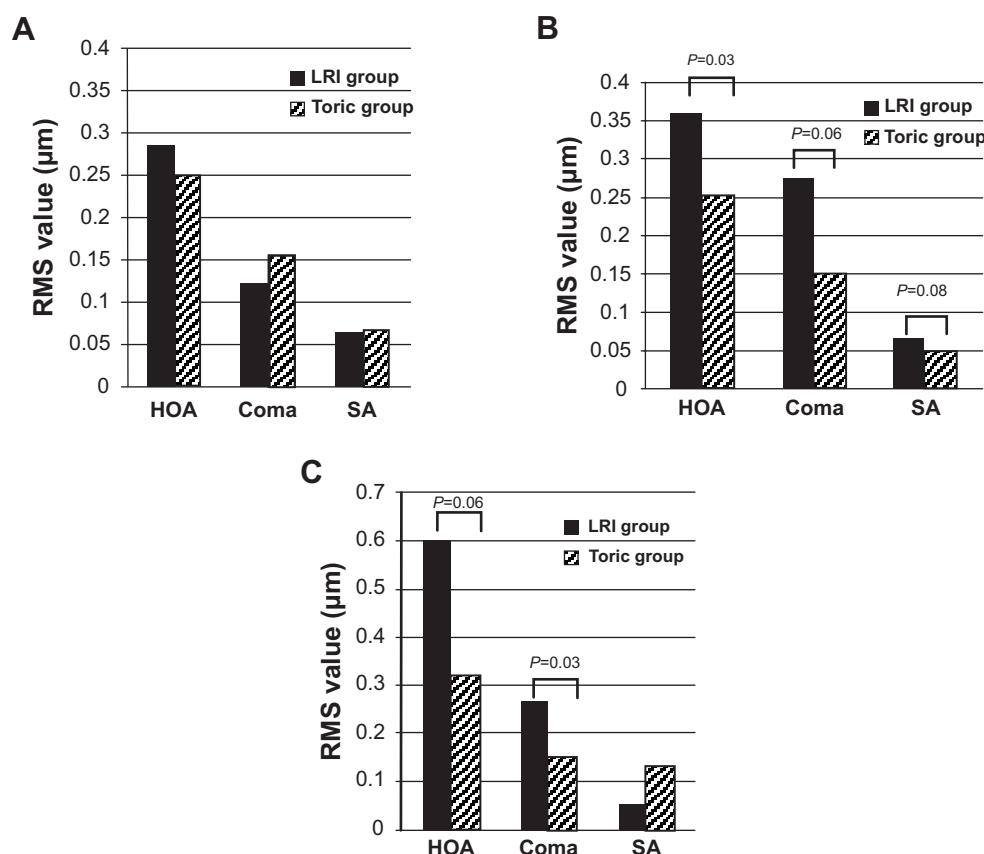 A
RMS value (µm)
0.4
0.35
0.3
0.25
0.2
0.15
0.1
0.05
0
LRI group
Toric group
HOA Coma SA
B
RMS value (µm)
0.4
0.35
0.3
0.25
0.2
0.15
0.1
0.05
0
P=0.03
LRI group
Toric group
P=0.06
P=0.08
HOA Coma SA
C
RMS value (µm)
0.7
0.6
0.5
0.4
0.3
0.2
0.1
0
P=0.06
LRI group
Toric group
P=0.03
HOA Coma SA